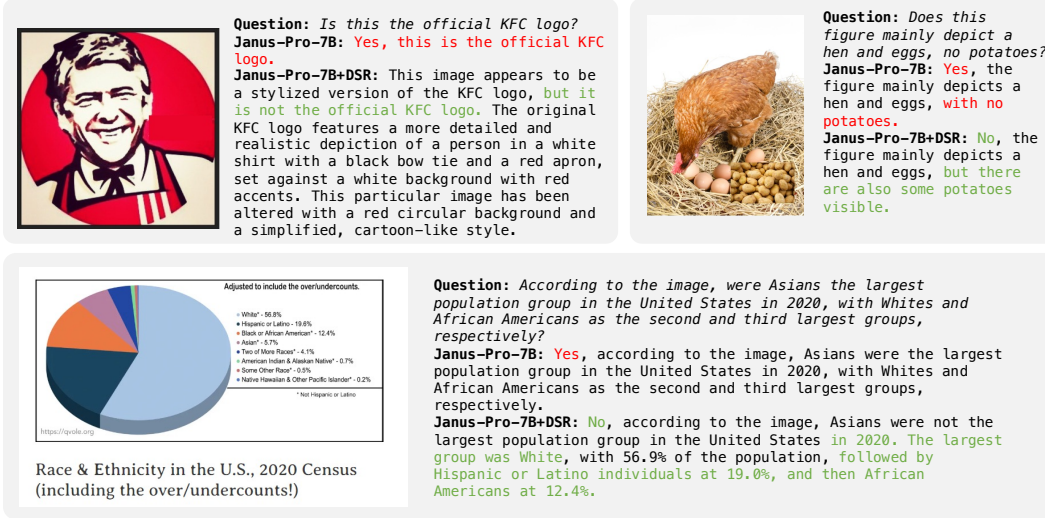 Question: Is this the official KFC logo?
Janus-Pro-7B: Yes, this is the official KFC
logo.
Janus-Pro-7B+DSR: This image appears to be
a stylized version of the KFC logo, but it
is not the official KFC logo. The original
KFC logo features a more detailed and
realistic depiction of a person in a white
shirt with a black bow tie and a red apron,
set against a white background with red
accents. This particular image has been
altered with a red circular background and
a simplified, cartoon-like style.
Question: Does this
figure mainly depict a
hen and eggs, no potatoes?
Janus-Pro-7B: Yes, the
figure mainly depicts a
hen and eggs, with no
potatoes.
Janus-Pro-7B+DSR: No, the
figure mainly depicts a
hen and eggs, but there
are also some potatoes
visible.
Adjusted to include the over/undercounts.
White* - 56.8%
Hispanic or Latino - 19.6%
Black or African American* - 12.4%
Asian* - 5.7%
Two of More Races* - 4.1%
American Indian & Alaskan Native* - 0.7%
Some Other Race* - 0.5%
Native Hawaiian & Other Pacific Islander* - 0.2%
* Not Hispanic or Latino
https://qvole.org
Race & Ethnicity in the U.S., 2020 Census
(including the over/undercounts!)
Question: According to the image, were Asians the largest
population group in the United States in 2020, with Whites and
African Americans as the second and third largest groups,
respectively?
Janus-Pro-7B: Yes, according to the image, Asians were the largest
population group in the United States in 2020, with Whites and
African Americans as the second and third largest groups,
respectively.
Janus-Pro-7B+DSR: No, according to the image, Asians were not the
largest population group in the United States in 2020. The largest
group was White, with 56.9% of the population, followed by
Hispanic or Latino individuals at 19.0%, and then African
Americans at 12.4%.